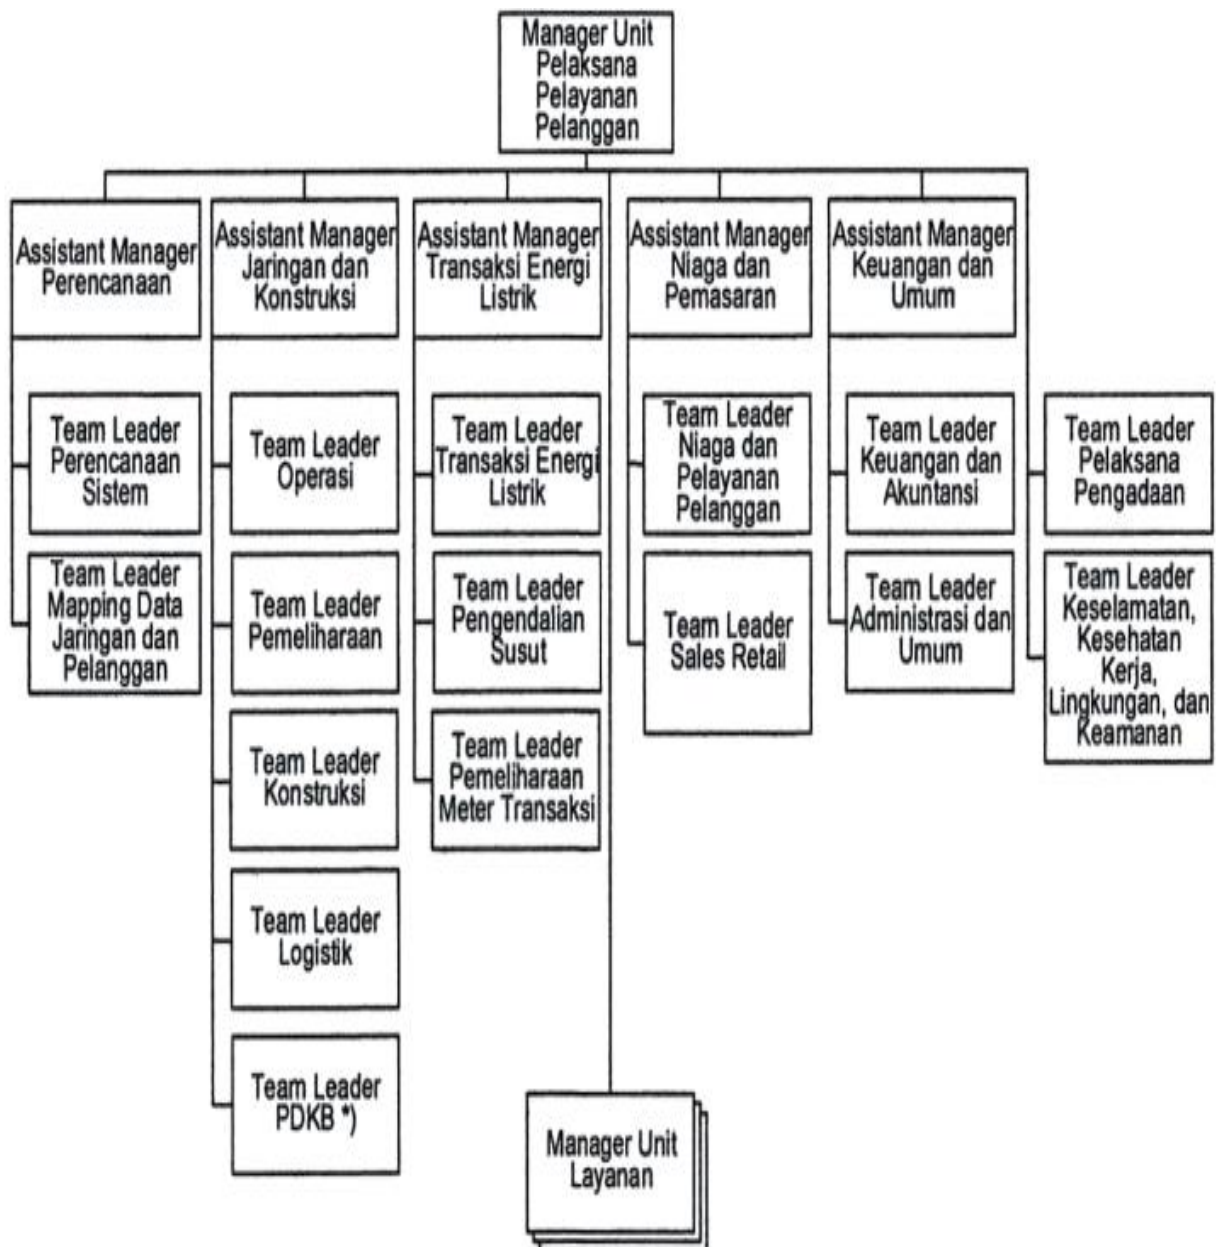 Manager Unit
Pelaksana
Pelayanan
Pelanggan
Assistant Manager
Perencanaan
Assistant Manager
Jaringan dan
Konstruksi
Assistant Manager
Transaksi Energi
Listrik
Assistant Manager
Niaga dan
Pemasaran
Assistant Manager
Keuangan dan
Umum
Team Leader
Perencanaan
Sistem
Team Leader
Operasi
Team Leader
Transaksi Energi
Listrik
Team Leader
Niaga dan
Pelayanan
Pelanggan
Team Leader
Keuangan dan
Akuntansi
Team Leader
Pelaksana
Pengadaan
Team Leader
Mapping Data
Jaringan dan
Pelanggan
Team Leader
Pemeliharaan
Team Leader
Pengendalian
Susut
Team Leader
Sales Retail
Team Leader
Administrasi dan
Umum
Team Leader
Keselamatan,
Kesehatan
Kerja,
Lingkungan, dan
Keamanan
Team Leader
Konstruksi
Team Leader
Pemeliharaan
Meter Transaksi
Team Leader
Logistik
Team Leader
PDKB *)
Manager Unit
Layanan